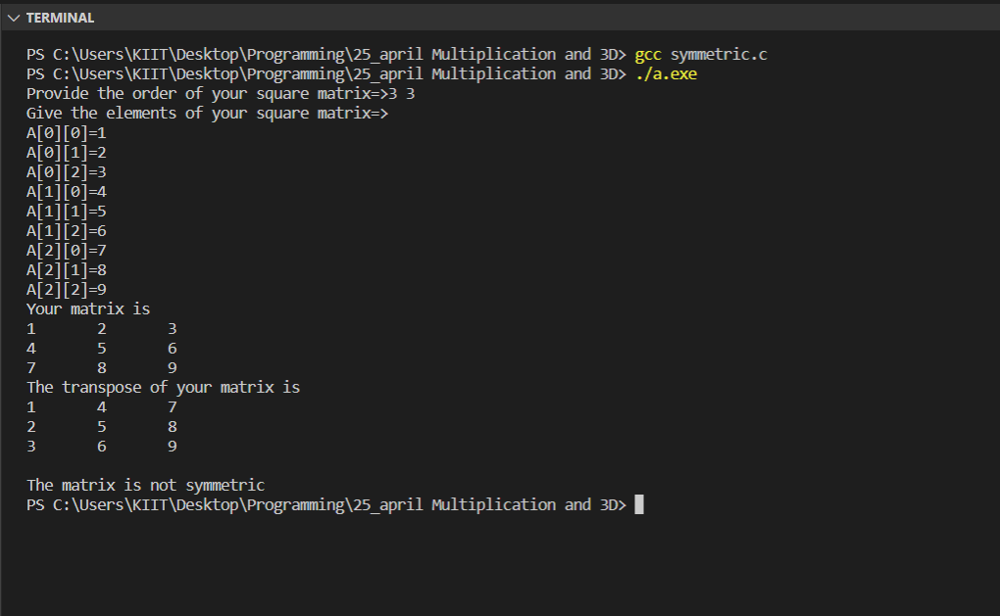 TERMINAL
PS C:\Users\KIIT\Desktop\Programming\25_april Multiplication and 3D> gcc symmetric.c
PS C:\Users\KIIT\Desktop\Programming\25_april Multiplication and 3D> ./a.exe
Provide the order of your square matrix=>3 3
Give the elements of your square matrix=>
A[0][0]=1
A[0][1]=2
A[0][2]=3
A[1][0]=4
A[1][1]=5
A[1][2]=6
A[2][0]=7
A[2][1]=8
A[2][2]=9
Your matrix is
1       2       3
4       5       6
7       8       9
The transpose of your matrix is
1       4       7
2       5       8
3       6       9
The matrix is not symmetric
PS C:\Users\KIIT\Desktop\Programming\25_april Multiplication and 3D>